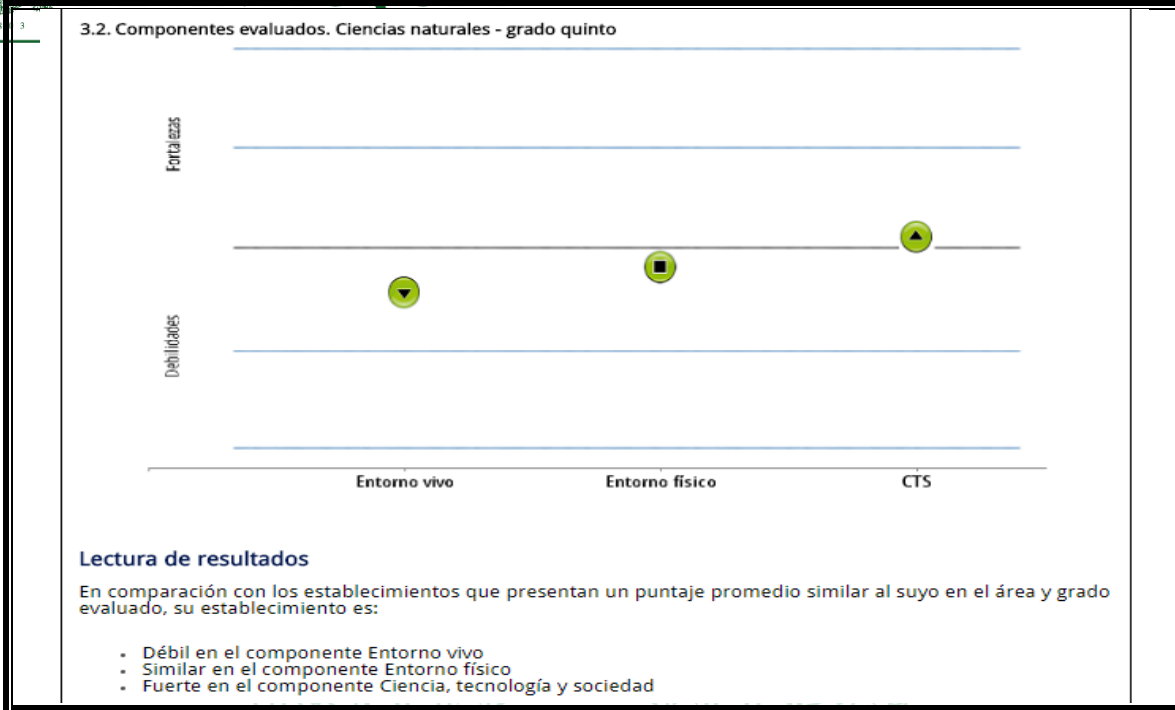 3
3.2. Componentes evaluados. Ciencias naturales - grado quinto
Fortalezas
Debilidades
Entorno vivo
Entorno físico
CTS
Lectura de resultados
En comparación con los establecimientos que presentan un puntaje promedio similar al suyo en el área y grado
evaluado, su establecimiento es:
• Débil en el componente Entorno vivo
• Similar en el componente Entorno físico
• Fuerte en el componente Ciencia, tecnología y sociedad